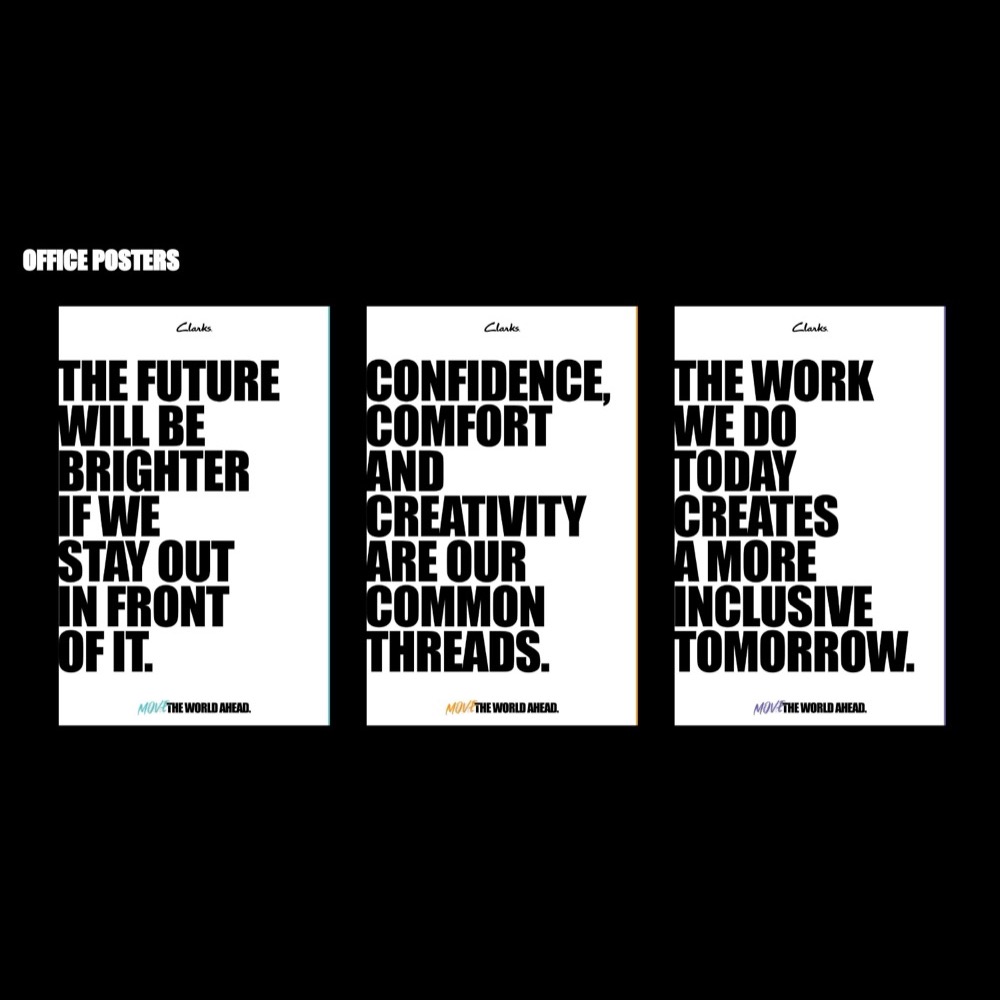 OFFICE POSTERS
Clarks.
THE FUTURE
WILL BE
BRIGHTER
IF WE
STAY OUT
IN FRONT
OF IT.
MOVE THE WORLD AHEAD.
Clarks.
CONFIDENCE,
COMFORT
AND
CREATIVITY
ARE OUR
COMMON
THREADS.
MOVE THE WORLD AHEAD.
Clarks.
THE WORK
WE DO
TODAY
CREATES
A MORE
INCLUSIVE
TOMORROW.
MOVE THE WORLD AHEAD.